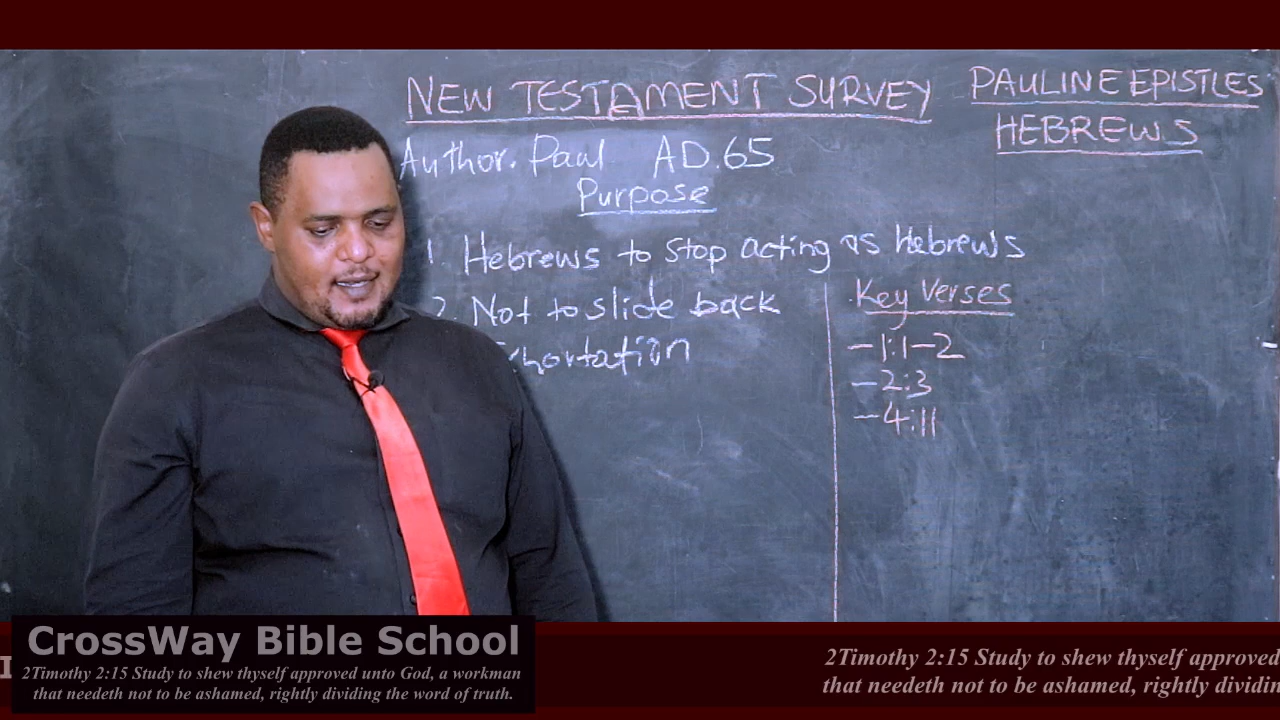 NEW TESTAMENT SURVEY
PAULINE EPISTLES
HEBREWS
Author. Paul AD.65
Purpose
1. Hebrews to stop acting as Hebrews
2. Not to slide back
Key Verses
-1:1-2
-2:3
-4:11
CrossWay Bible School
2Timothy 2:15 Study to shew thyself approved unto God, a workman
that needeth not to be ashamed, rightly dividing the word of truth.
2Timothy 2:15 Study to shew thyself approved
that needeth not to be ashamed, rightly